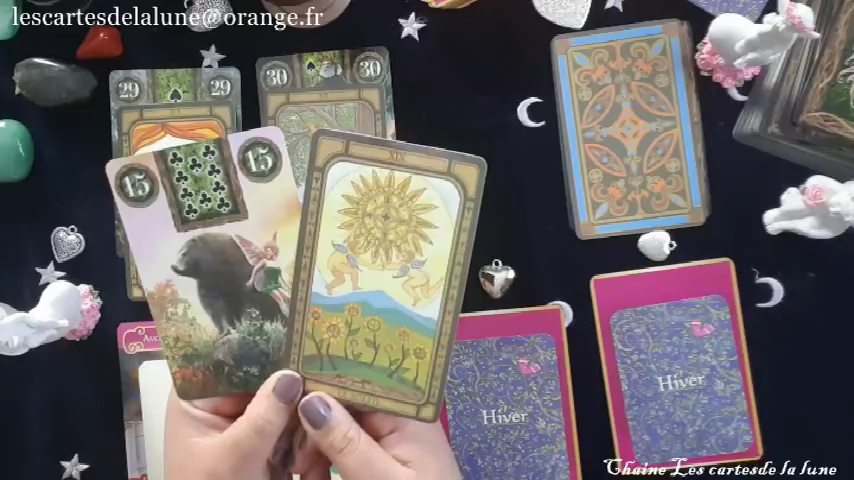 lescartesdelalune@orange.fr
29 29
30 30
15 15
XIX
Hiver
Hiver
Chaine Les cartesde la lune